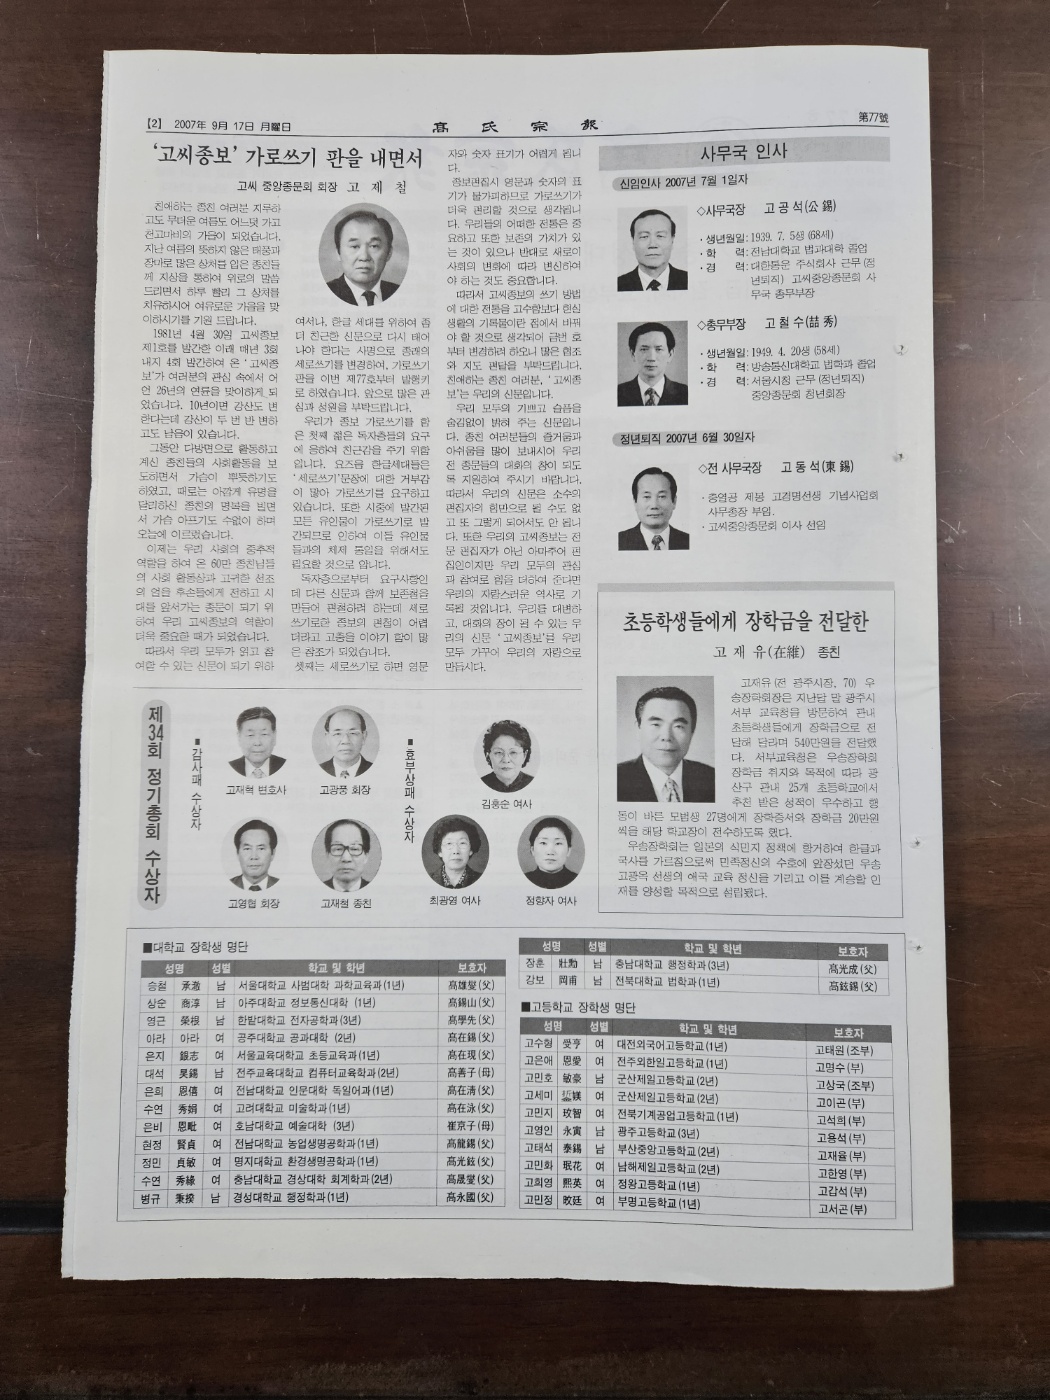 【2】 2007年 9月 17日 月曜日
高 氏 宗 報
第77號
'고씨종보' 가로쓰기 판을 내면서
고씨 중앙종문회 회장 고 제 철
친애하는 종친 여러분 지루하
고도 무더운 여름도 어느덧 가고
천고마비의 가을이 되었습니다.
지난 여름의 뜻하지 않은 태풍과
장마로 많은 상처를 입은 종친들
께 지상을 통하여 위로의 말씀
드리면서 하루 빨리 그 상처를
치유하시어 여유로운 가을을 맞
이하시기를 기원 드립니다.
1981년 4월 30일 고씨종보
제1호를 발간한 이래 매년 3회
내지 4회 발간하여 온 '고씨종
보'가 여러분의 관심 속에서 어
언 26년의 연륜을 맞이하게 되
었습니다. 10년이면 강산도 변
한다는데 강산이 두 번 반 변하
고도 남음이 있습니다.
그동안 다방면으로 활동하고
계신 종친들의 사회활동을 보
도하면서 가슴이 뿌듯하기도
하였고, 때로는 아깝게 유명을
달리하신 종친의 명복을 빌면
서 가슴 아프기도 수없이 하며
오늘에 이르렀습니다.
이제는 우리 사회의 중추적
역할을 하여 온 60만 종친님들
의 사회 활동상과 고귀한 선조
의 얼을 후손들에게 전하고 시
대를 앞서가는 종문이 되기 위
하여 우리 고씨종보의 역할이
더욱 중요한 때가 되었습니다.
따라서 우리 모두가 읽고 참
여할 수 있는 신문이 되기 위하
여서나, 한글 세대를 위하여 좀
더 친근한 신문으로 다시 태어
나야 한다는 사명으로 종래의
세로쓰기를 변경하여, 가로쓰기
판을 이번 제77호부터 발행키
로 하였습니다. 앞으로 많은 관
심과 성원을 부탁드립니다.
우리가 종보 가로쓰기를 함
은 첫째 젊은 독자층들의 요구
에 응하여 친근감을 주기 위함
입니다. 요즈음 한글세대들은
'세로쓰기'문장에 대한 거부감
이 많아 가로쓰기를 요구하고
있습니다. 또한 시중에 발간된
모든 유인물이 가로쓰기로 발
간되므로 인하여 이들 유인물
들과의 체제 통일을 위해서도
필요할 것으로 압니다.
독자층으로부터 요구사항인
데 다른 신문과 함께 보존철을
만들어 편철하려 하는데 세로
쓰기로한 종보의 편철이 어렵
더라고 고충을 이야기 함이 많
은 참조가 되었습니다.
셋째는 세로쓰기로 하면 영문
자와 숫자 표기가 어렵게 됩니
다.
종보편집시 영문과 숫자의 표
기가 불가피하므로 가로쓰기가
더욱 편리할 것으로 생각됩니
다. 우리들의 어떠한 전통은 중
요하고 또한 보존의 가치가 있
는 것이 있으나 반대로 새로이
사회의 변화에 따라 변신하여
야 하는 것도 중요합니다.
따라서 고씨종보의 쓰기 방법
에 대한 전통을 고수함보다 현실
생활의 기록물이란 점에서 바꿔
야 할 것으로 생각되어 금번 호
부터 변경하려 하오니 많은 협조
와 지도 편달을 부탁드립니다.
친애하는 종친 여러분, '고씨종
보'는 우리의 신문입니다.
우리 모두의 기쁘고 슬픔을
숨김없이 밝혀 주는 신문입니
다. 종친 여러분들의 즐거움과
아쉬움을 많이 보내시어 우리
전 종문들의 대화의 장이 되도
록 지원하여 주시기 바랍니다.
따라서 우리의 신문은 소수의
편집인의 힘만으로 될 수도 없
고 또 그렇게 되어서도 안 됩니
다. 또한 우리의 고씨종보는 전
문 편집자가 아닌 아마추어 편
집인이지만 우리 모두의 관심
과 참여로 힘을 더하여 준다면
우리의 자랑스러운 역사로 기
록될 것입니다. 우리를 대변하
고, 대화의 장이 될 수 있는 우
리의 신문 '고씨종보'를 우리
모두 가꾸어 우리의 자랑으로
만듭시다.
사무국 인사
신임인사 2007년 7월 1일자
◇사무국장 고 공 석(公 錫)
· 생년월일: 1939. 7. 5생 (68세)
· 학 력: 전남대학교 법과대학 졸업
· 경 력: 대한통운 주식회사 근무 (정
년퇴직) 고씨중앙종문회 사
무국 총무부장
◇총무부장 고 철 수(喆 秀)
· 생년월일: 1949. 4. 20생 (58세)
· 학 력: 방송통신대학교 법학과 졸업
· 경 력: 서울시청 근무 (정년퇴직)
중앙종문회 청년회장
정년퇴직 2007년 6월 30일자
◇전 사무국장 고 동 석(東 錫)
· 충열공 제봉 고경명선생 기념사업회
사무총장 부임.
· 고씨중앙종문회 이사 선임
초등학생들에게 장학금을 전달한
고 재 유(在維) 종친
고재유(전 광주시장, 70) 우
송장학회장은 지난달 말 광주시
서부 교육청을 방문하여 관내
초등학생들에게 장학금으로 전
달해 달라며 540만원을 전달했
다. 서부교육청은 우송장학회
장학금 취지와 목적에 따라 광
산구 관내 25개 초등학교에서
추천 받은 성적이 우수하고 행
동이 바른 모범생 27명에게 장학증서와 장학금 20만원
씩을 해당 학교장이 전수하도록 했다.
우송장학회는 일본의 식민지 정책에 항거하여 한글과
국사를 가르침으로써 민족정신의 수호에 앞장섰던 우송
고광옥 선생의 애국 교육 정신을 기리고 이를 계승할 인
재를 양성할 목적으로 설립됐다.
제34회 정기총회 수상자
■감사패 수상자
고재혁 변호사
고광풍 회장
고영협 회장
고재철 종친
■효부상패 수상자
김홍순 여사
최광영 여사
정향자 여사
■대학교 장학생 명단
성명 성별 학교 및 학년 보호자
승철 承澈 남 서울대학교 사범대학 과학교육과(1년) 高雄燮(父)
상순 商淳 남 아주대학교 정보통신대학 (1년) 高錫山(父)
영근 榮根 남 한밭대학교 전자공학과(3년) 高學先(父)
아라 아라 여 공주대학교 공과대학 (2년) 高在錫(父)
은지 銀志 여 서울교육대학교 초등교육과(1년) 高在現(父)
대석 昊錫 남 전주교육대학교 컴퓨터교육학과(2년) 高善子(母)
은희 恩僖 여 전남대학교 인문대학 독일어과(1년) 高在淸(父)
수연 秀娟 여 고려대학교 미술학과(1년) 高在泳(父)
은비 恩毗 여 호남대학교 예술대학 (3년) 崔京子(母)
현정 賢貞 여 전남대학교 농업생명공학과(1년) 高龍錫(父)
정민 貞敏 여 명지대학교 환경생명공학과(1년) 高光鉉(父)
수연 秀緣 여 충남대학교 경상대학 회계학과(2년) 高晟燮(父)
병규 秉揆 남 경성대학교 행정학과(1년) 高永國(父)
성명 성별 학교 및 학년 보호자
장훈 壯勳 남 충남대학교 행정학과(3년) 高光成(父)
강보 岡甫 남 전북대학교 법학과(1년) 高鉉錫(父)
■고등학교 장학생 명단
성명 성별 학교 및 학년 보호자
고수형 受亨 여 대전외국어고등학교(1년) 고태원(조부)
고은애 恩愛 여 전주외한일고등학교(1년) 고명수(부)
고민호 敏豪 남 군산제일고등학교(2년) 고상국(조부)
고세미 媄 여 군산제일고등학교(2년) 고이곤(부)
고민지 玟智 여 전북기계공업고등학교(1년) 고석희(부)
고영인 永寅 남 광주고등학교(3년) 고용석(부)
고태석 泰錫 남 부산중앙고등학교(2년) 고재율(부)
고민화 珉花 여 남해제일고등학교(2년) 고한영(부)
고희영 熙英 여 정왕고등학교(1년) 고갑석(부)
고민정 旼廷 여 부명고등학교(1년) 고서곤(부)